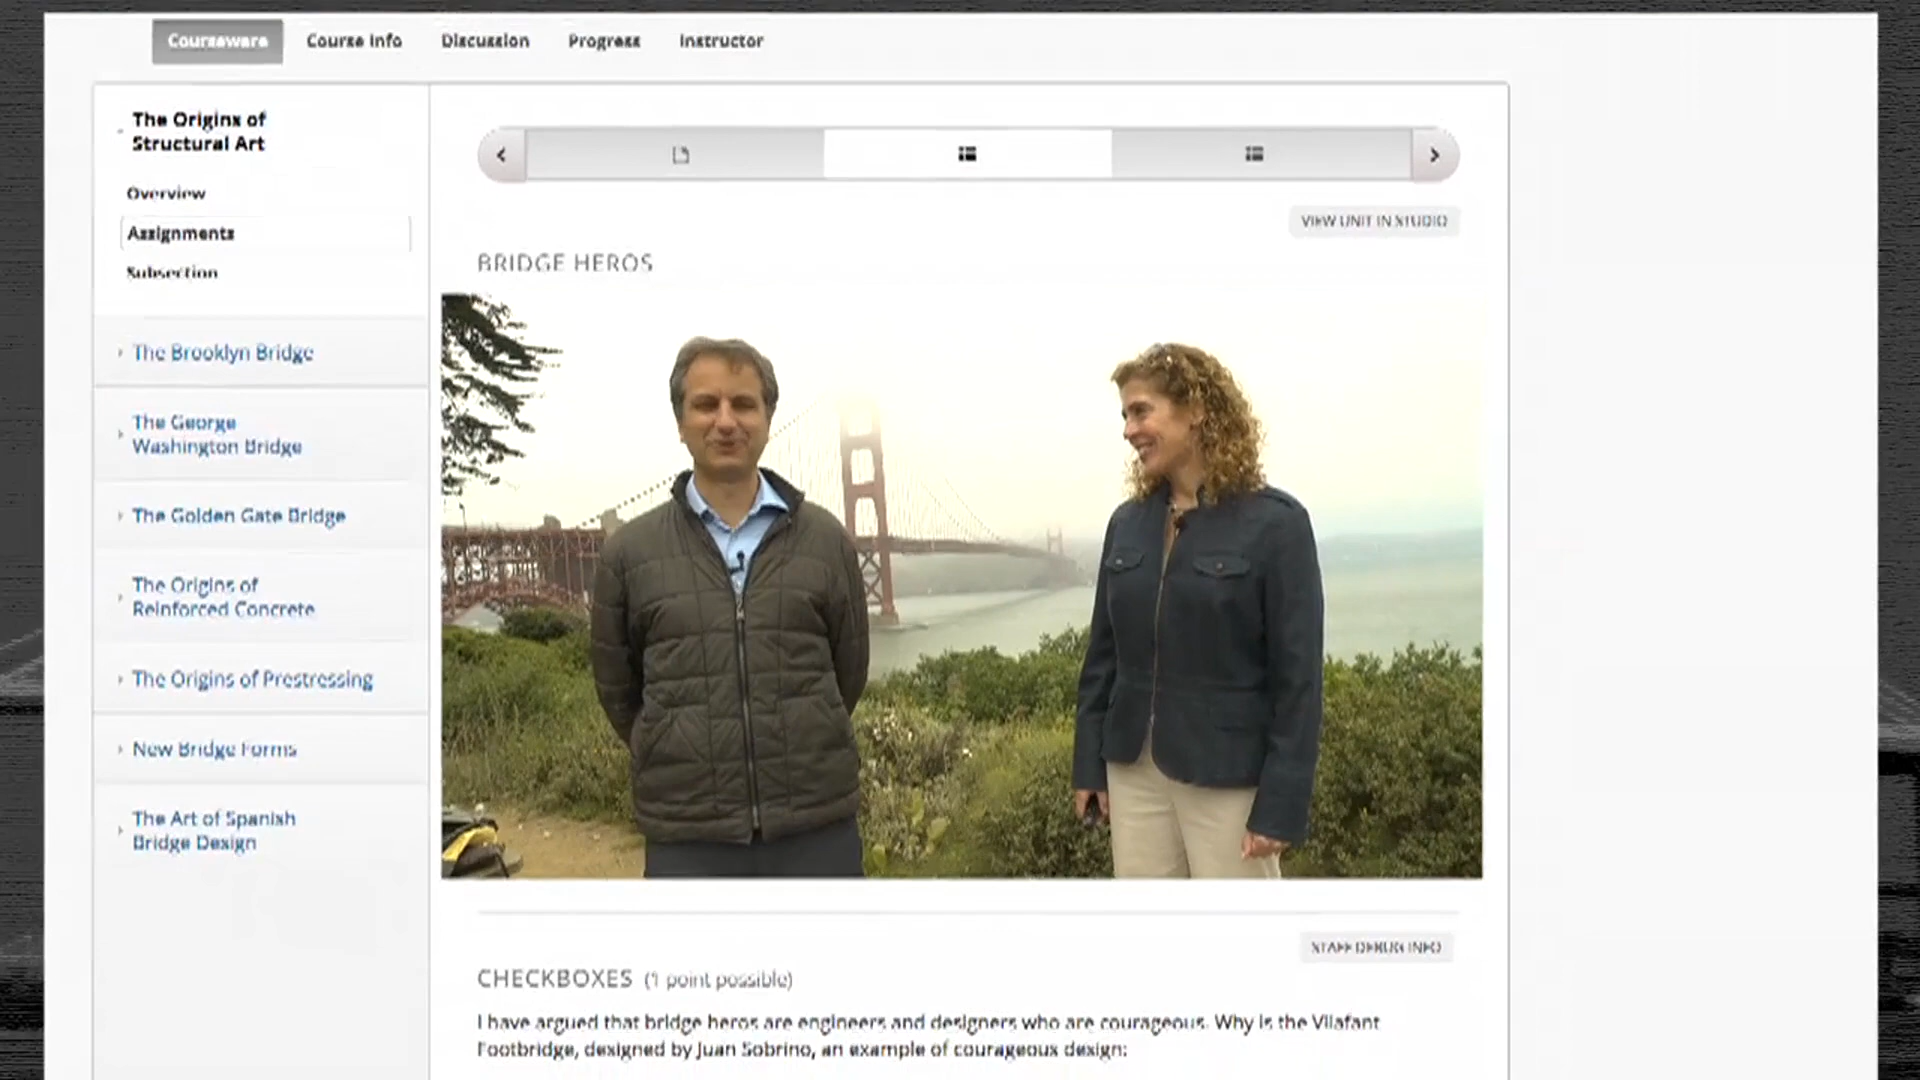 Courseware
Course Info
Discussion
Progress
Instructor
The Origins of
Structural Art
Overview
Assignments
Subsection
The Brooklyn Bridge
The George
Washington Bridge
The Golden Gate Bridge
The Origins of
Reinforced Concrete
The Origins of Prestressing
New Bridge Forms
The Art of Spanish
Bridge Design
VIEW UNIT IN STUDIO
BRIDGE HEROS
STAFF DEBUG INFO
CHECKBOXES (1 point possible)
I have argued that bridge heros are engineers and designers who are courageous. Why is the Vilafant
Footbridge, designed by Juan Sobrino, an example of courageous design: